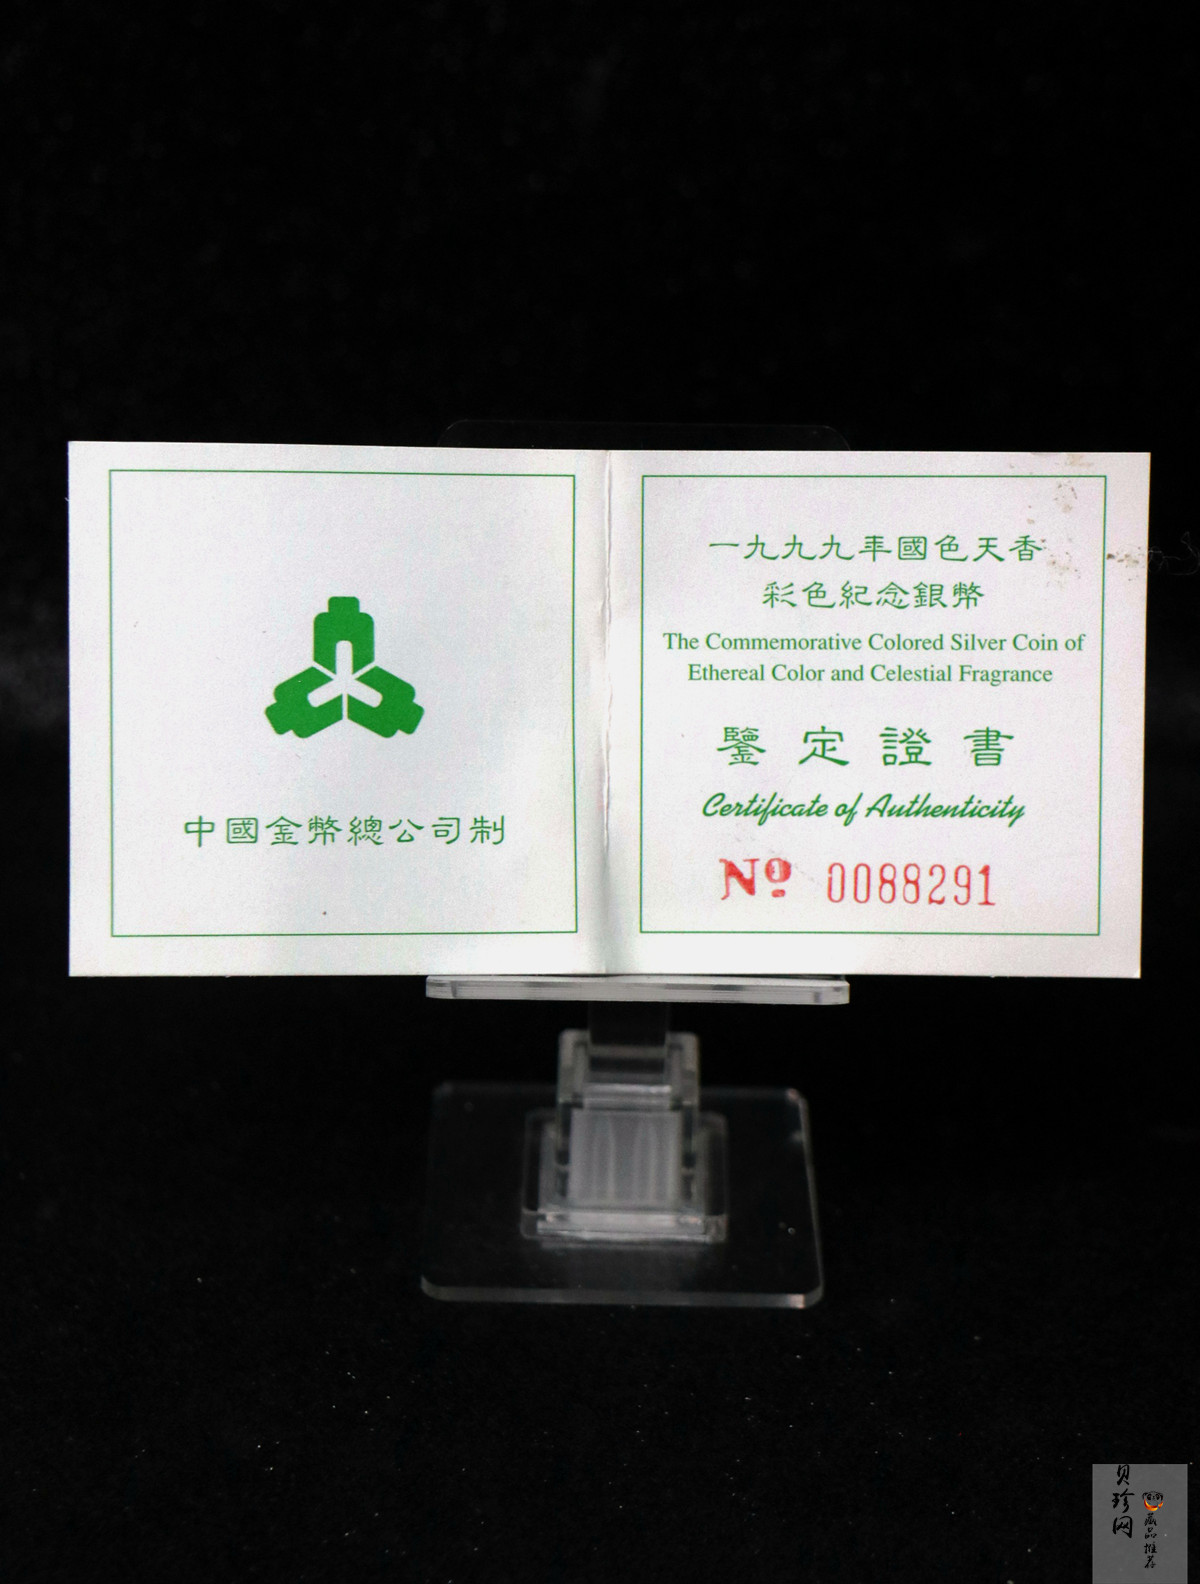 中國金幣總公司制
一九九九年國色天香
彩色紀念銀幣
The Commemorative Colored Silver Coin of
Ethereal Color and Celestial Fragrance
鑒定證書
Certificate of Authenticity
Nº 0088291
贝珍网
藏品推荐